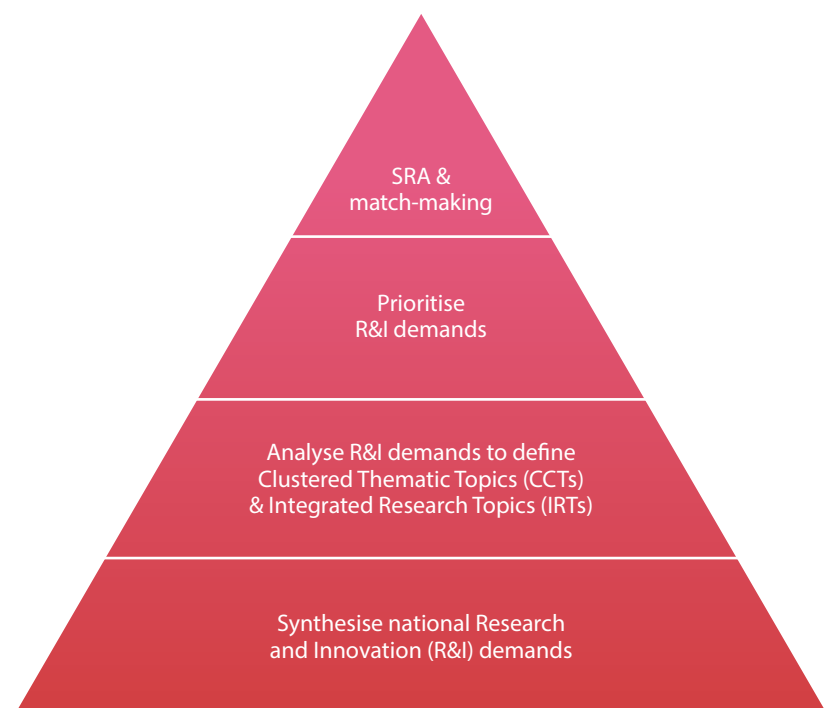 SRA &
match-making
Prioritise
R&I demands
Analyse R&I demands to define
Clustered Thematic Topics (CCTs)
& Integrated Research Topics (IRTs)
Synthesise national Research
and Innovation (R&I) demands